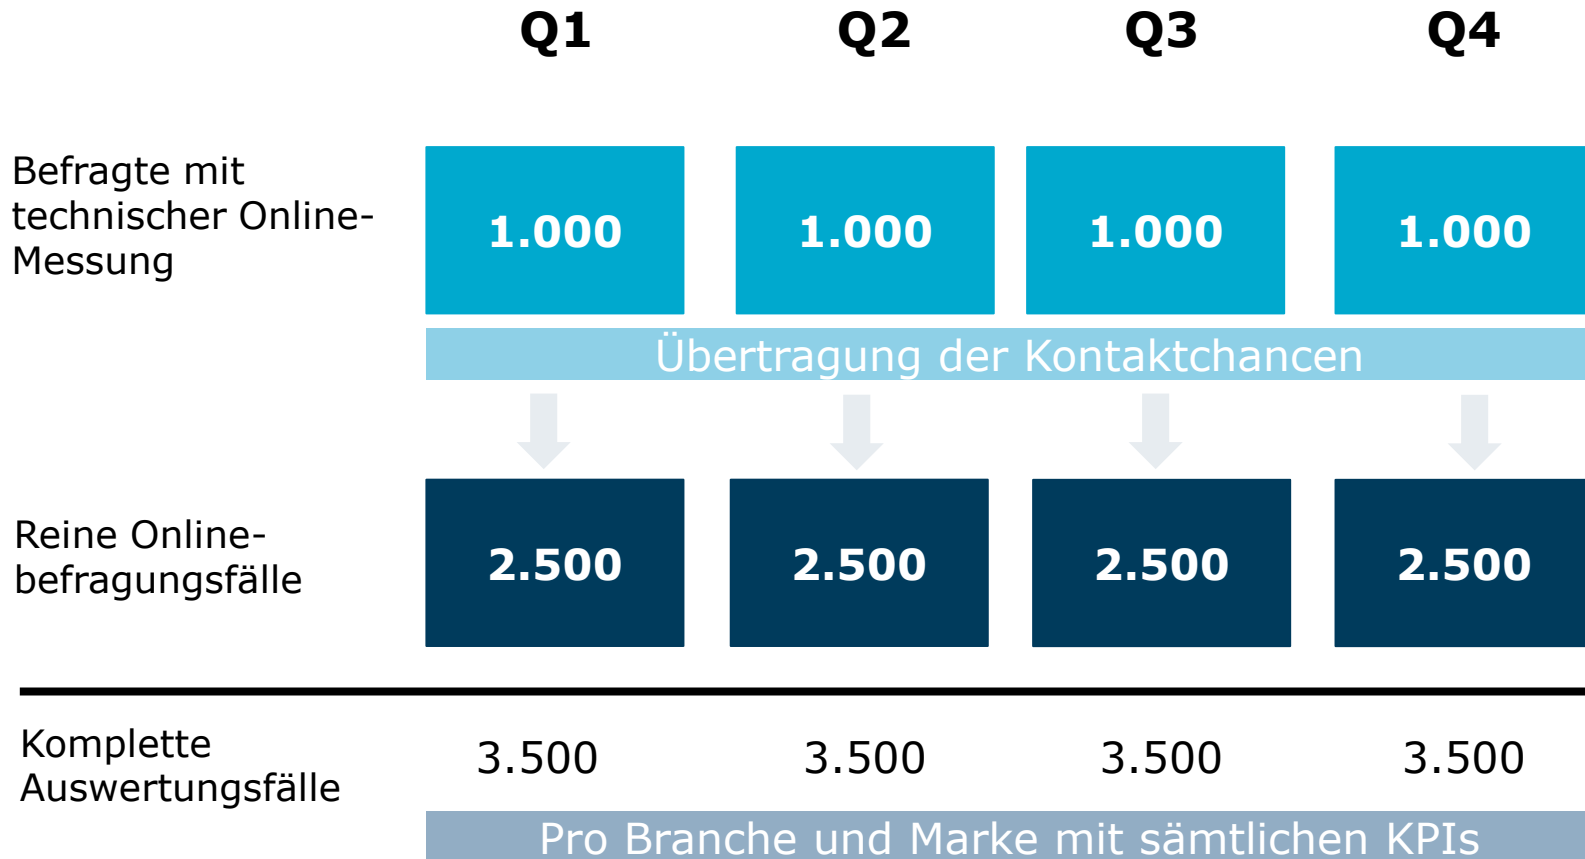 Q1 Q2 Q3 Q4
Befragte mit
technischer Online-
Messung
1.000 1.000 1.000 1.000
Übertragung der Kontaktchancen
Reine Online-
befragungsfälle
2.500 2.500 2.500 2.500
Komplette
Auswertungsfälle
3.500 3.500 3.500 3.500
Pro Branche und Marke mit sämtlichen KPIs